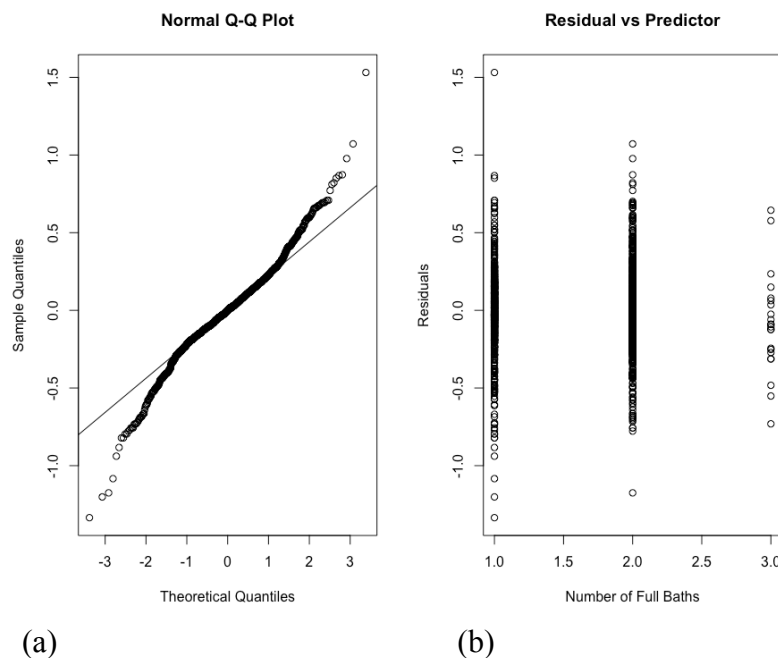 Normal Q-Q Plot
Sample Quantiles
1.5
1.0
0.5
0.0
-0.5
-1.0
-3 -2 -1 0 1 2 3
Theoretical Quantiles
(a)
Residual vs Predictor
Residuals
1.5
1.0
0.5
0.0
-0.5
-1.0
1.0 1.5 2.0 2.5 3.0
Number of Full Baths
(b)